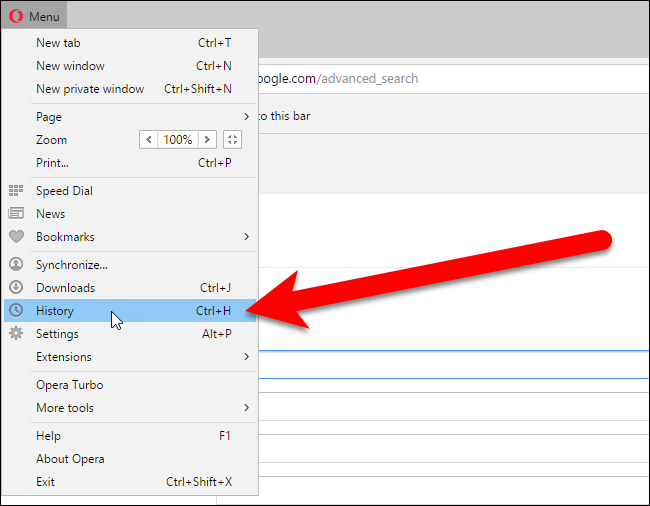 Menu
New tab Ctrl+T
New window Ctrl+N
New private window Ctrl+Shift+N
oogle.com/advanced_search
Page
to this bar
Zoom 100%
Print... Ctrl+P
Speed Dial
News
Bookmarks
Synchronize...
Downloads Ctrl+J
History Ctrl+H
Settings Alt+P
Extensions
Opera Turbo
More tools
Help F1
About Opera
Exit Ctrl+Shift+X